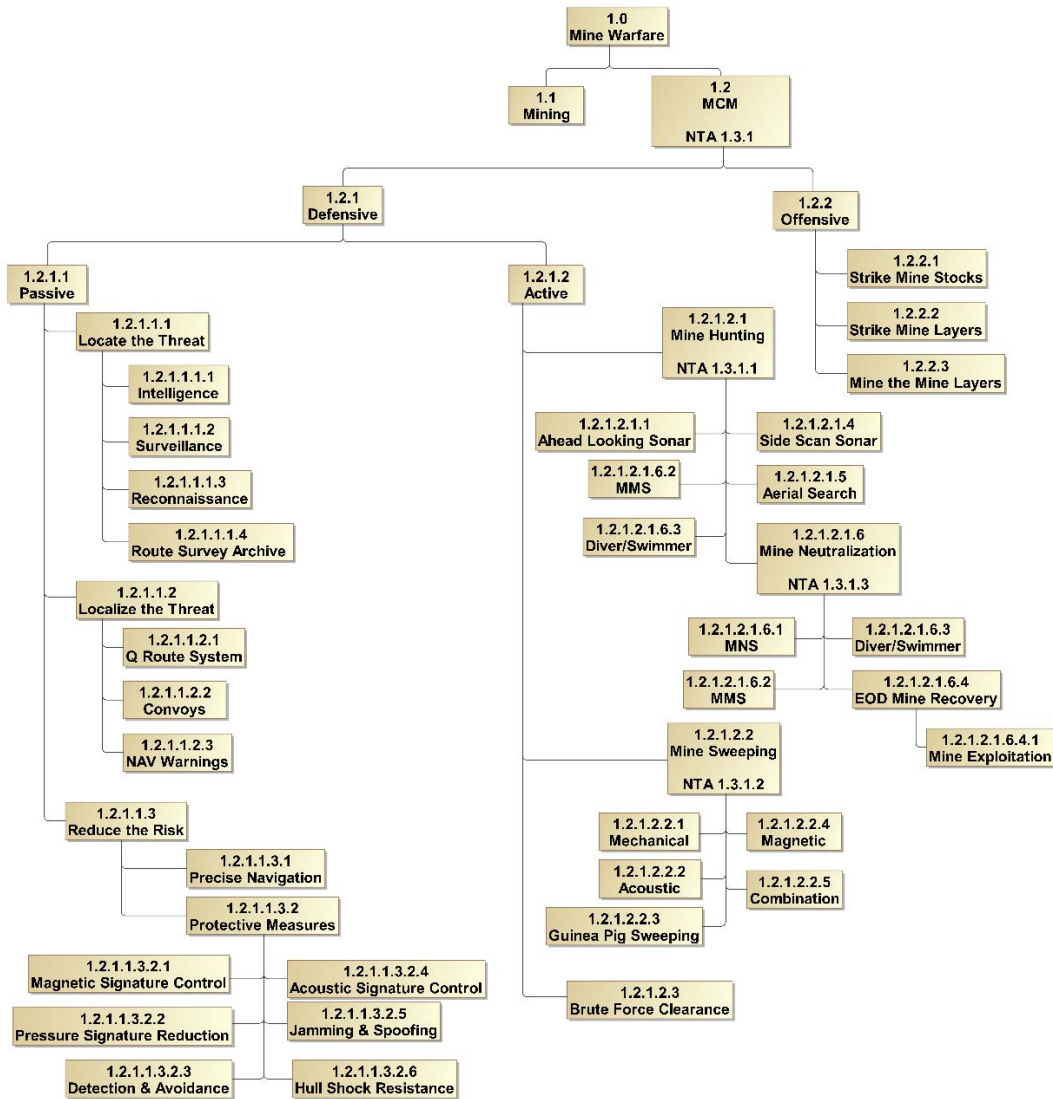 1.0
Mine Warfare
1.1
Mining
1.2
MCM
NTA 1.3.1
1.2.1
Defensive
1.2.2
Offensive
1.2.2.1
Strike Mine Stocks
1.2.2.2
Strike Mine Layers
1.2.2.3
Mine the Mine Layers
1.2.1.1
Passive
1.2.1.1.1
Locate the Threat
1.2.1.1.1.1
Intelligence
1.2.1.1.1.2
Surveillance
1.2.1.1.1.3
Reconnaissance
1.2.1.1.1.4
Route Survey Archive
1.2.1.1.2
Localize the Threat
1.2.1.1.2.1
Q Route System
1.2.1.1.2.2
Convoys
1.2.1.1.2.3
NAV Warnings
1.2.1.1.3
Reduce the Risk
1.2.1.1.3.1
Precise Navigation
1.2.1.1.3.2
Protective Measures
1.2.1.1.3.2.1
Magnetic Signature Control
1.2.1.1.3.2.4
Acoustic Signature Control
1.2.1.1.3.2.2
Pressure Signature Reduction
1.2.1.1.3.2.5
Jamming & Spoofing
1.2.1.1.3.2.3
Detection & Avoidance
1.2.1.1.3.2.6
Hull Shock Resistance
1.2.1.2
Active
1.2.1.2.1
Mine Hunting
NTA 1.3.1.1
1.2.1.2.1.1
Ahead Looking Sonar
1.2.1.2.1.4
Side Scan Sonar
1.2.1.2.1.6.2
MMS
1.2.1.2.1.5
Aerial Search
1.2.1.2.1.6.3
Diver/Swimmer
1.2.1.2.1.6
Mine Neutralization
NTA 1.3.1.3
1.2.1.2.1.6.1
MNS
1.2.1.2.1.6.3
Diver/Swimmer
1.2.1.2.1.6.2
MMS
1.2.1.2.1.6.4
EOD Mine Recovery
1.2.1.2.1.6.4.1
Mine Exploitation
1.2.1.2.2
Mine Sweeping
NTA 1.3.1.2
1.2.1.2.2.1
Mechanical
1.2.1.2.2.4
Magnetic
1.2.1.2.2.2
Acoustic
1.2.1.2.2.5
Combination
1.2.1.2.2.3
Guinea Pig Sweeping
1.2.1.2.3
Brute Force Clearance